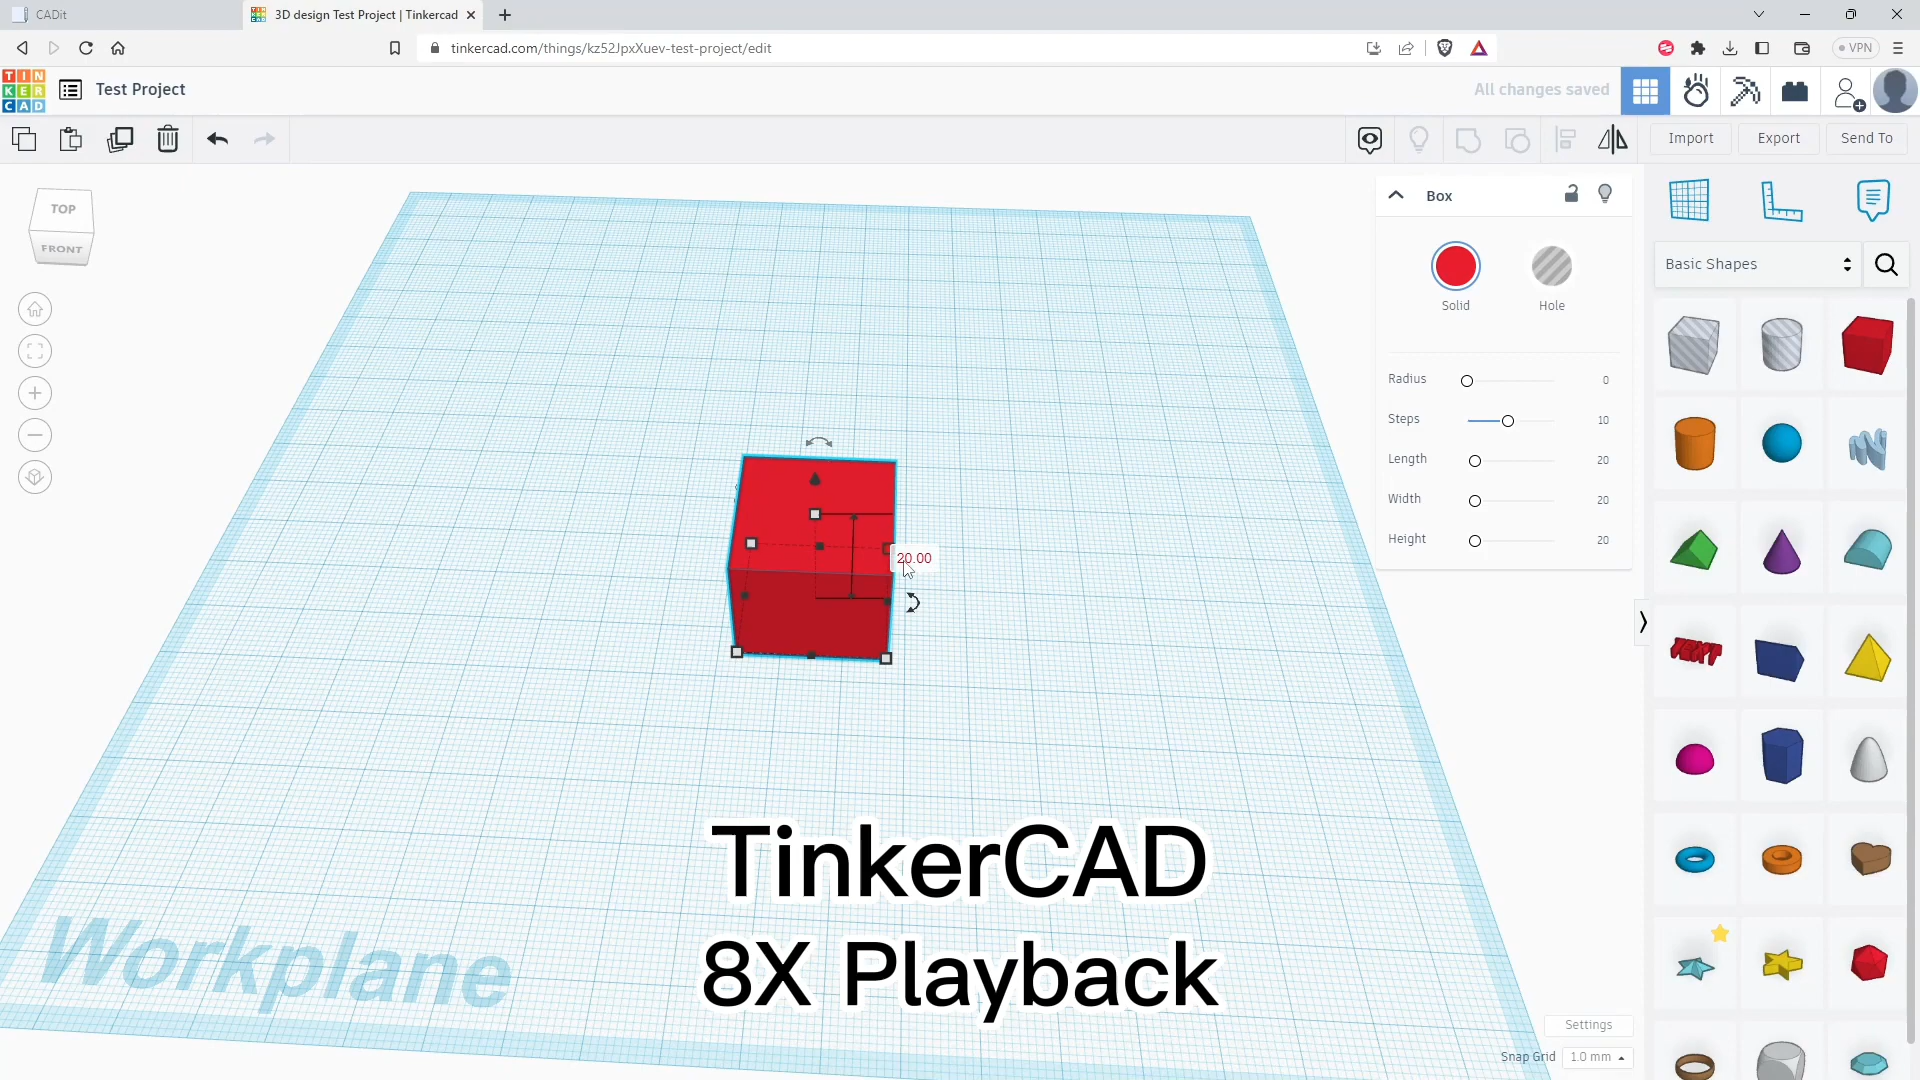 CADit
3D design Test Project | Tinkercad
tinkercad.com/things/kz52JpxXuev-test-project/edit
VPN
TIN
KER
CAD
Test Project
All changes saved
Import
Export
Send To
TOP
FRONT
Box
Solid
Hole
Radius 0
Steps 10
Length 20
Width 20
Height 20
Basic Shapes
20.00
TEXT
TinkerCAD
8X Playback
Workplane
Settings
Snap Grid 1.0 mm